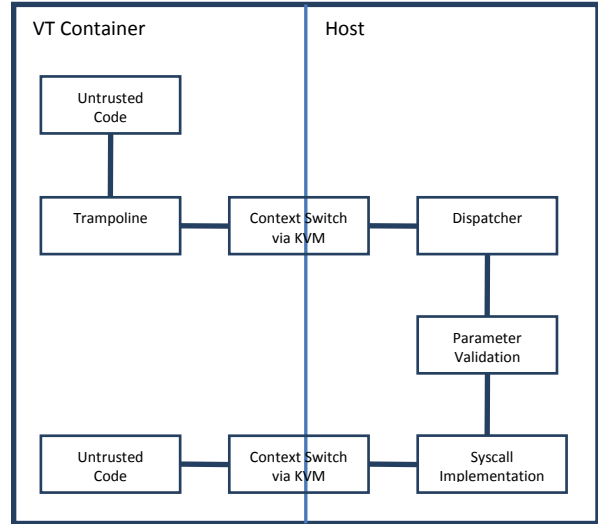 VT Container
Host
Untrusted
Code
Trampoline
Context Switch
via KVM
Dispatcher
Parameter
Validation
Untrusted
Code
Context Switch
via KVM
Syscall
Implementation